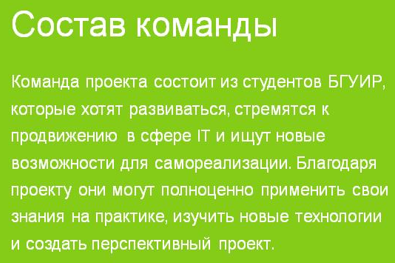 Состав команды
Команда проекта состоит из студентов БГУИР,
которые хотят развиваться, стремятся к
продвижению в сфере IT и ищут новые
возможности для самореализации. Благодаря
проекту они могут полноценно применить свои
знания на практике, изучить новые технологии
и создать перспективный проект.